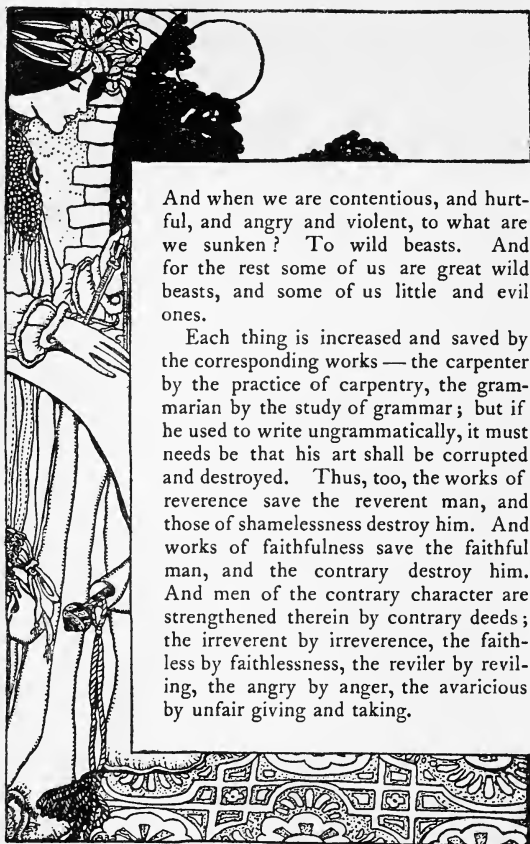 And when we are contentious, and hurt-
ful, and angry and violent, to what are
we sunken? To wild beasts. And
for the rest some of us are great wild
beasts, and some of us little and evil
ones.
Each thing is increased and saved by
the corresponding works — the carpenter
by the practice of carpentry, the gram-
marian by the study of grammar; but if
he used to write ungrammatically, it must
needs be that his art shall be corrupted
and destroyed. Thus, too, the works of
reverence save the reverent man, and
those of shamelessness destroy him. And
works of faithfulness save the faithful
man, and the contrary destroy him.
And men of the contrary character are
strengthened therein by contrary deeds;
the irreverent by irreverence, the faith-
less by faithlessness, the reviler by revil-
ing, the angry by anger, the avaricious
by unfair giving and taking.